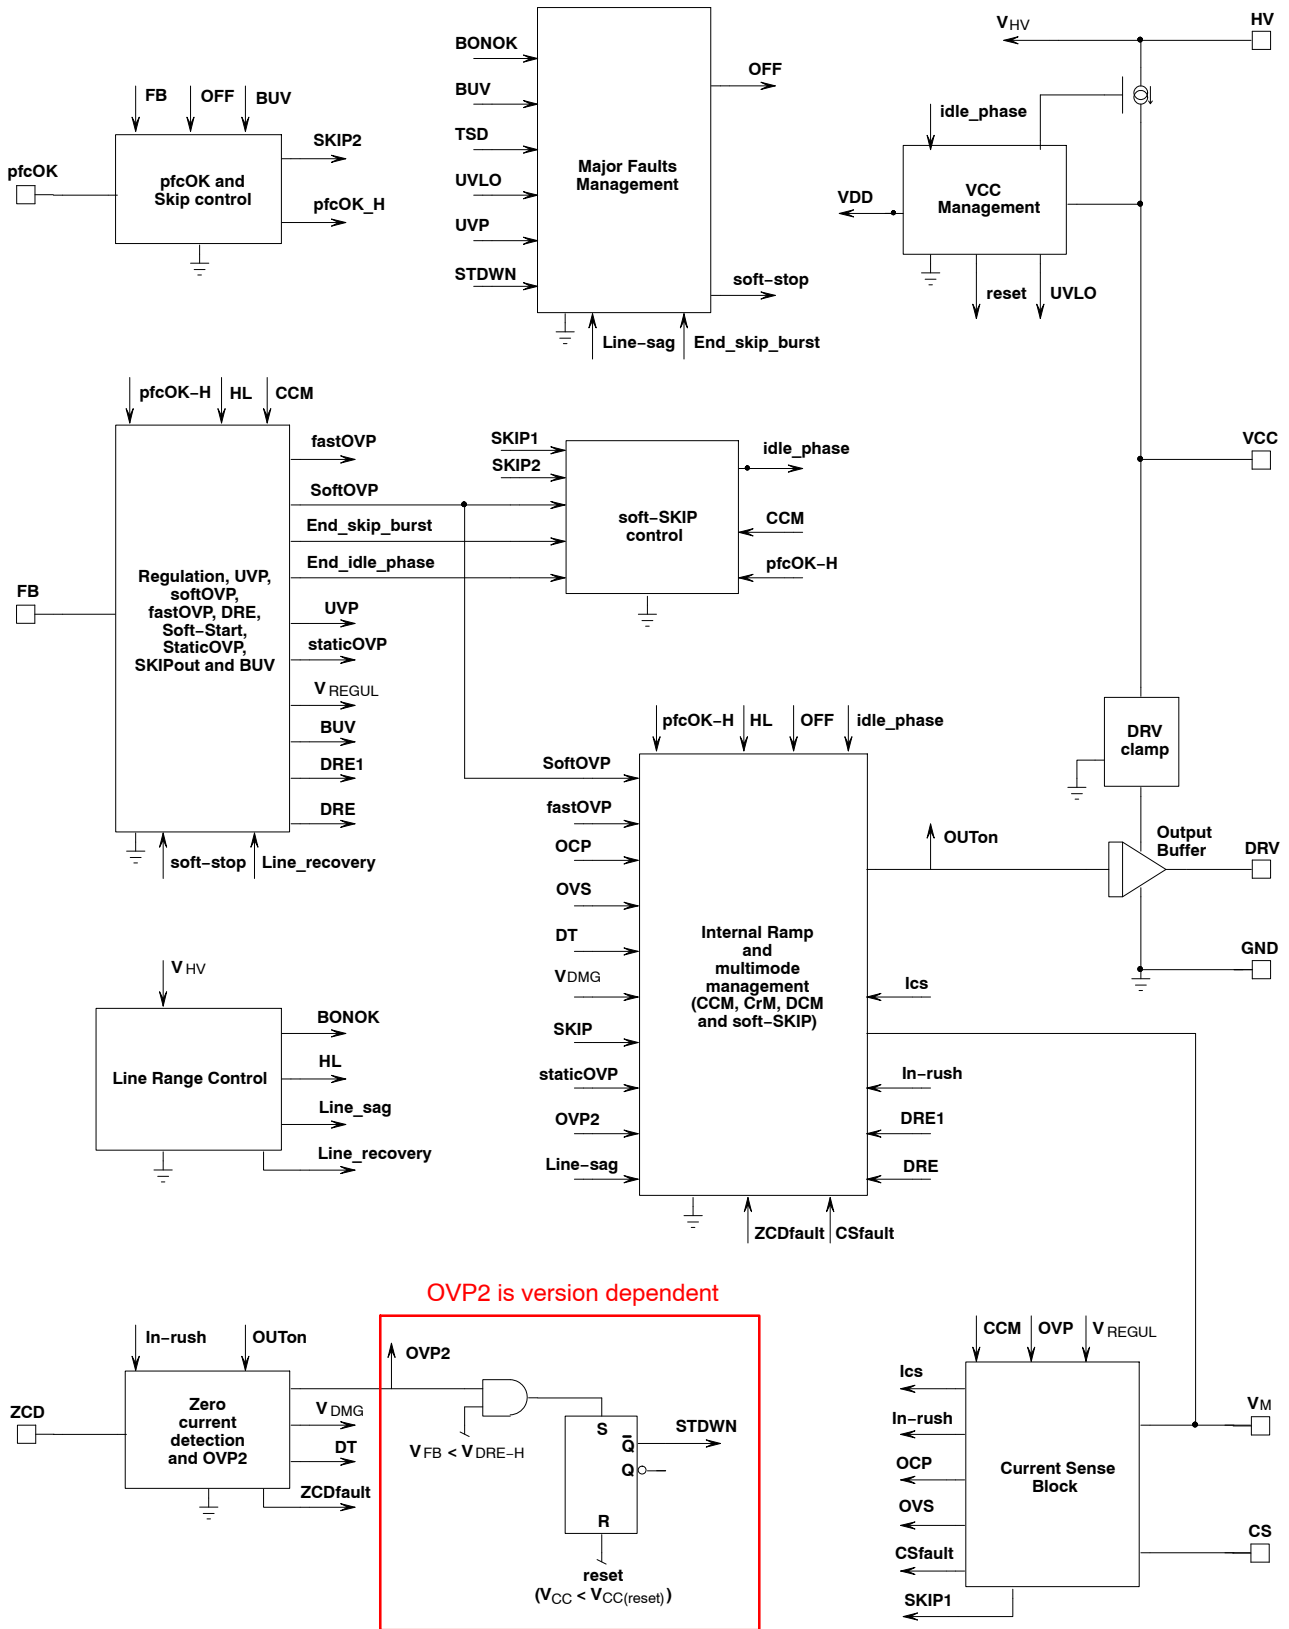 FB
OFF
BUV
pfcOK
pfcOK and
Skip control
SKIP2
pfcOK_H
BONOK
BUV
TSD
UVLO
UVP
STDWN
Major Faults
Management
OFF
soft-stop
Line-sag
End_skip_burst
VHV
HV
idle_phase
VCC
Management
VDD
reset
UVLO
pfcOK-H
HL
CCM
FB
Regulation, UVP,
softOVP,
fastOVP, DRE,
Soft-Start,
StaticOVP,
SKIPout and BUV
fastOVP
SoftOVP
End_skip_burst
End_idle_phase
UVP
staticOVP
VREGUL
BUV
DRE1
DRE
soft-stop
Line_recovery
SKIP1
SKIP2
soft-SKIP
control
idle_phase
CCM
pfcOK-H
VCC
DRV
clamp
Output
Buffer
DRV
GND
pfcOK-H
HL
OFF
idle_phase
SoftOVP
fastOVP
OCP
OVS
DT
VDMG
SKIP
staticOVP
OVP2
Line-sag
Internal Ramp
and
multimode
management
(CCM, CrM, DCM
and soft-SKIP)
OUTon
Ics
In-rush
DRE1
DRE
ZCDfault
CSfault
VHV
Line Range Control
BONOK
HL
Line_sag
Line_recovery
OVP2 is version dependent
In-rush
OUTon
ZCD
Zero
current
detection
and OVP2
VDMG
DT
ZCDfault
OVP2
VFB < VDRE-H
S
Q
Q
R
STDWN
reset
(VCC < VCC(reset))
CCM
OVP
VREGUL
Ics
In-rush
OCP
OVS
CSfault
SKIP1
Current Sense
Block
VM
CS